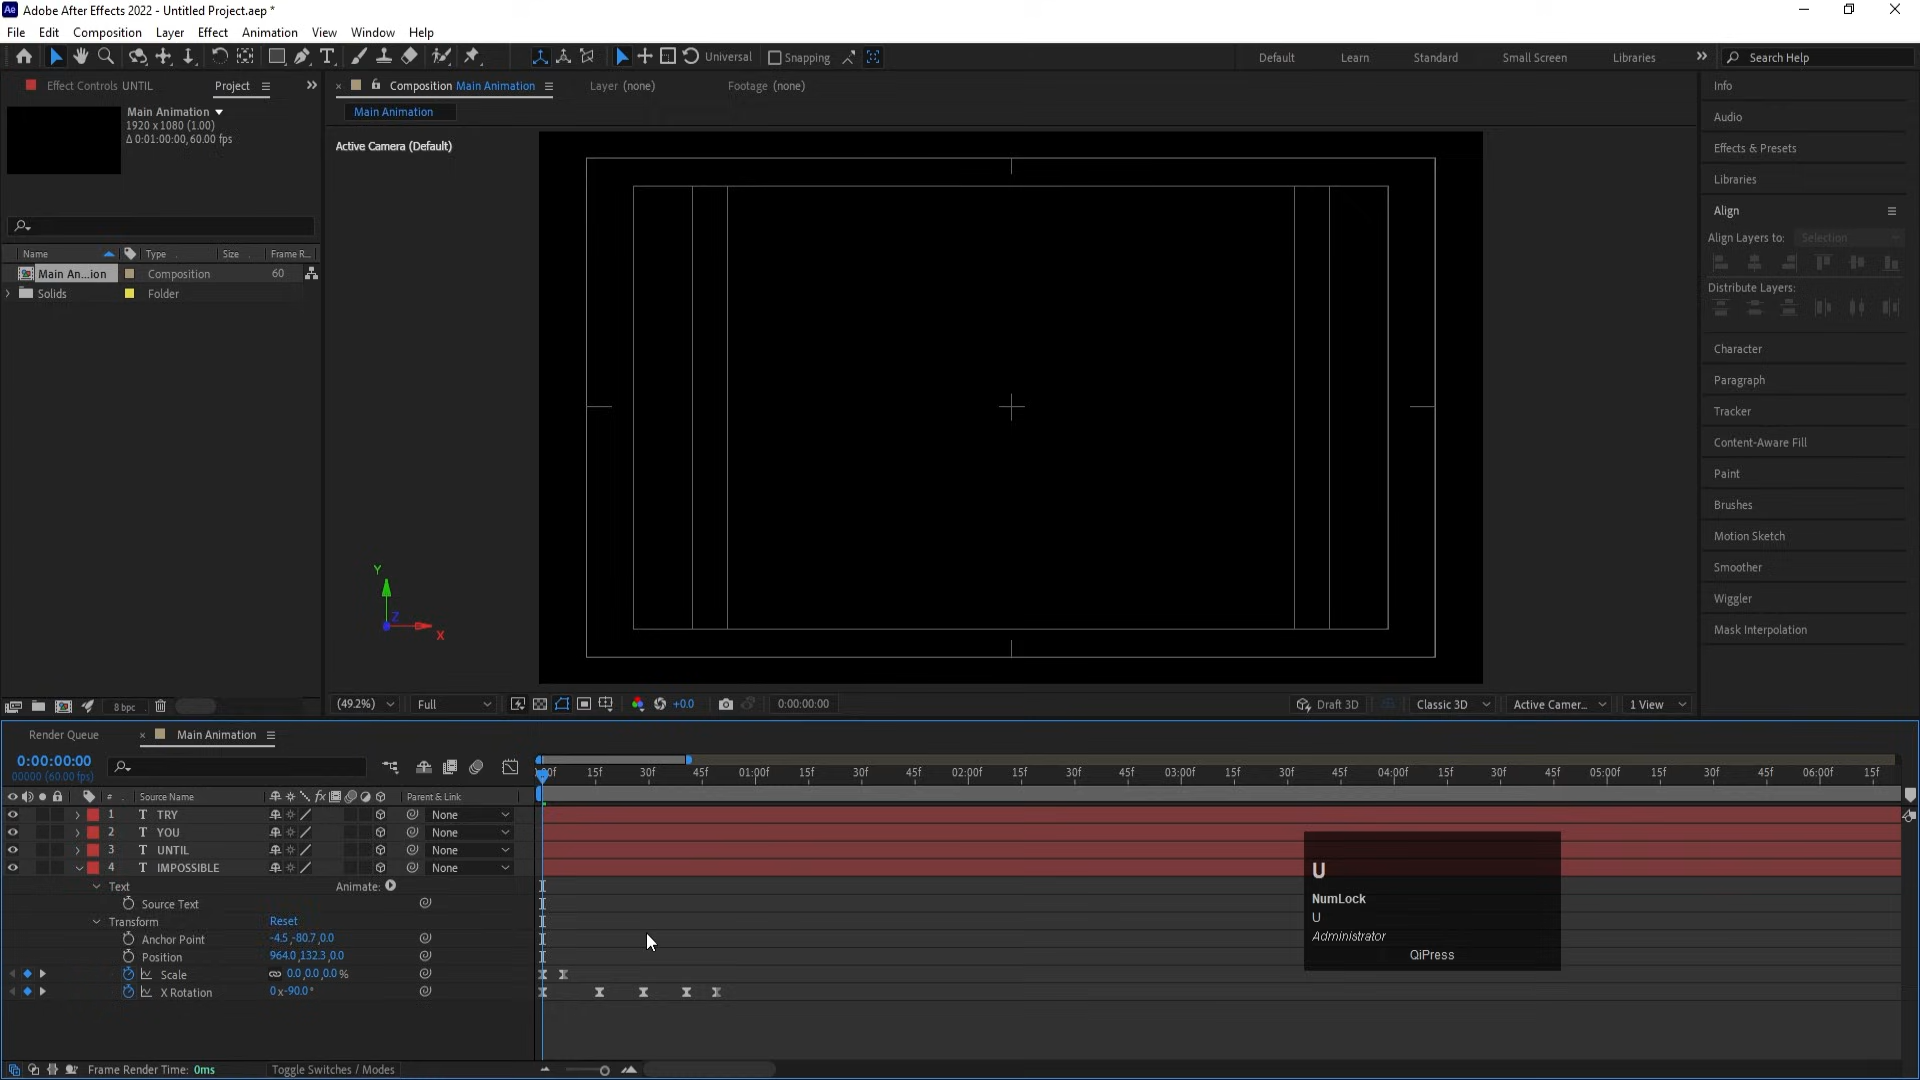 Adobe After Effects 2022 - Untitled Project.aep *
File Edit Composition Layer Effect Animation View Window Help
Universal Snapping Default Learn Standard Small Screen Libraries Search Help
Effect Controls UNTIL Project
Composition Main Animation Layer (none) Footage (none)
Main Animation
1920 x 1080 (1.00)
Δ 0:01:00:00, 60.00 fps
Main Animation
Active Camera (Default)
Name Type Size Frame R...
Main An...ion Composition 60
Solids Folder
Y
Z
X
Info
Audio
Effects & Presets
Libraries
Align
Align Layers to: Selection
Distribute Layers:
Character
Paragraph
Tracker
Content-Aware Fill
Paint
Brushes
Motion Sketch
Smoother
Wiggler
Mask Interpolation
8 bpc
(49.2%) Full +0.0 0:00:00:00 Draft 3D Classic 3D Active Camer... 1 View
Render Queue Main Animation
0:00:00:00
00000 (60.00 fps)
15f 30f 45f 01:00f 15f 30f 45f 02:00f 15f 30f 45f 03:00f 15f 30f 45f 04:00f 15f 30f 45f 05:00f 15f 30f 45f 06:00f 15f
# Source Name fx Parent & Link
1 T TRY None
2 T YOU None
3 T UNTIL None
4 T IMPOSSIBLE None
Text Animate:
Source Text
Transform Reset
Anchor Point -4.5,-80.7,0.0
Position 964.0,132.3,0.0
Scale 0.0,0.0,0.0 %
X Rotation 0 x-90.0 °
U
NumLock
U
Administrator
QiPress
Frame Render Time: 0ms Toggle Switches / Modes